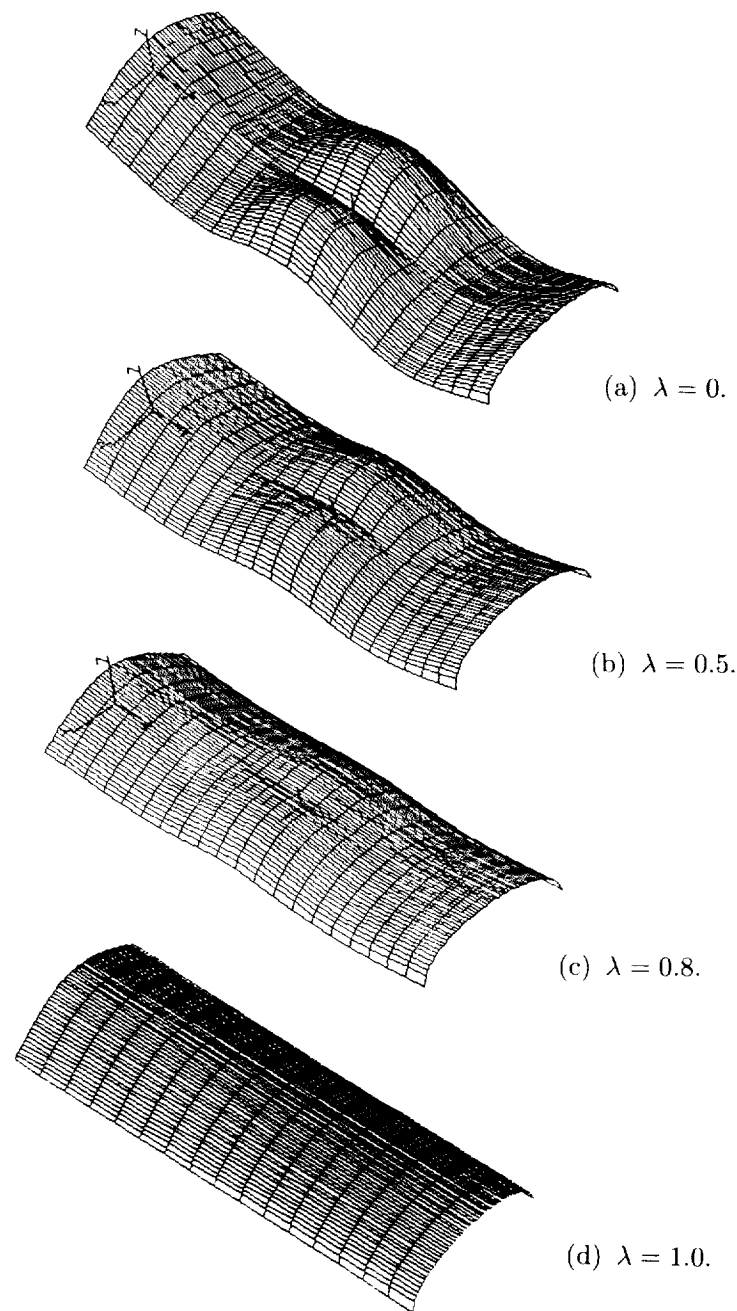 Z
(a) λ = 0.
Z
(b) λ = 0.5.
Z
(c) λ = 0.8.
(d) λ = 1.0.